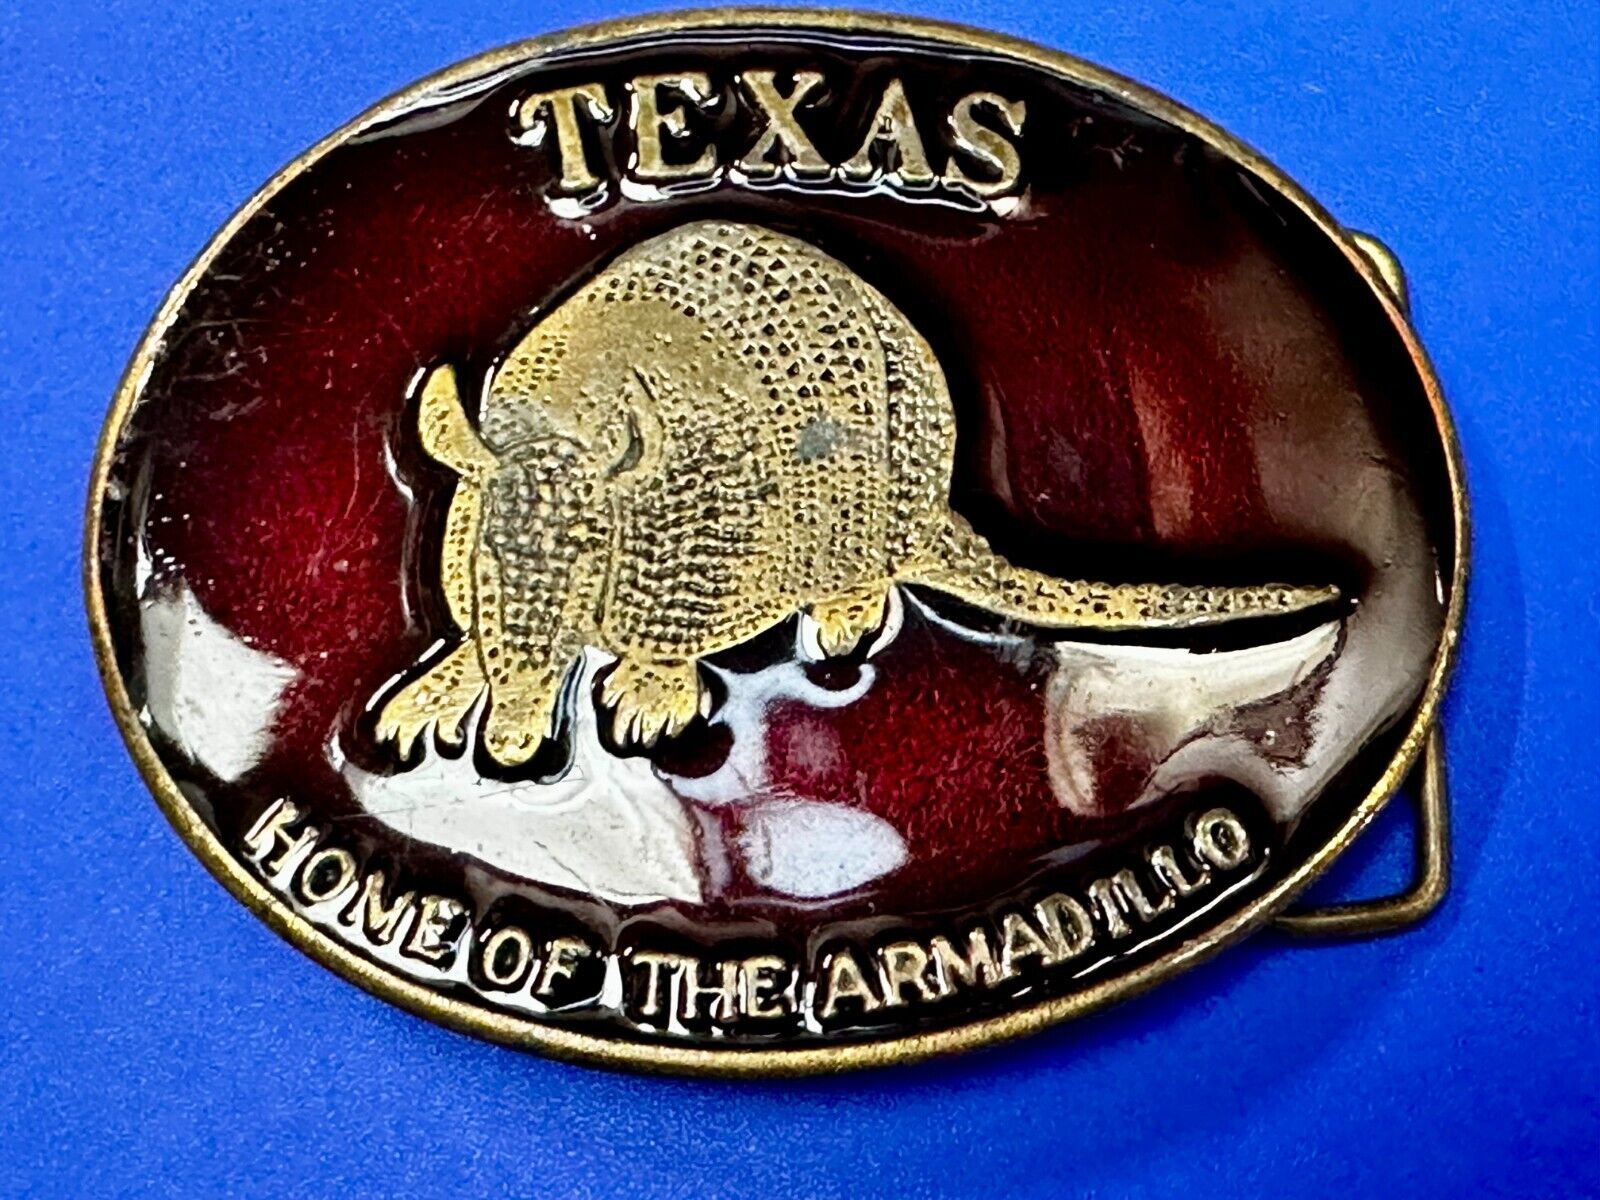 TEXAS
HOME OF THE ARMADILLO